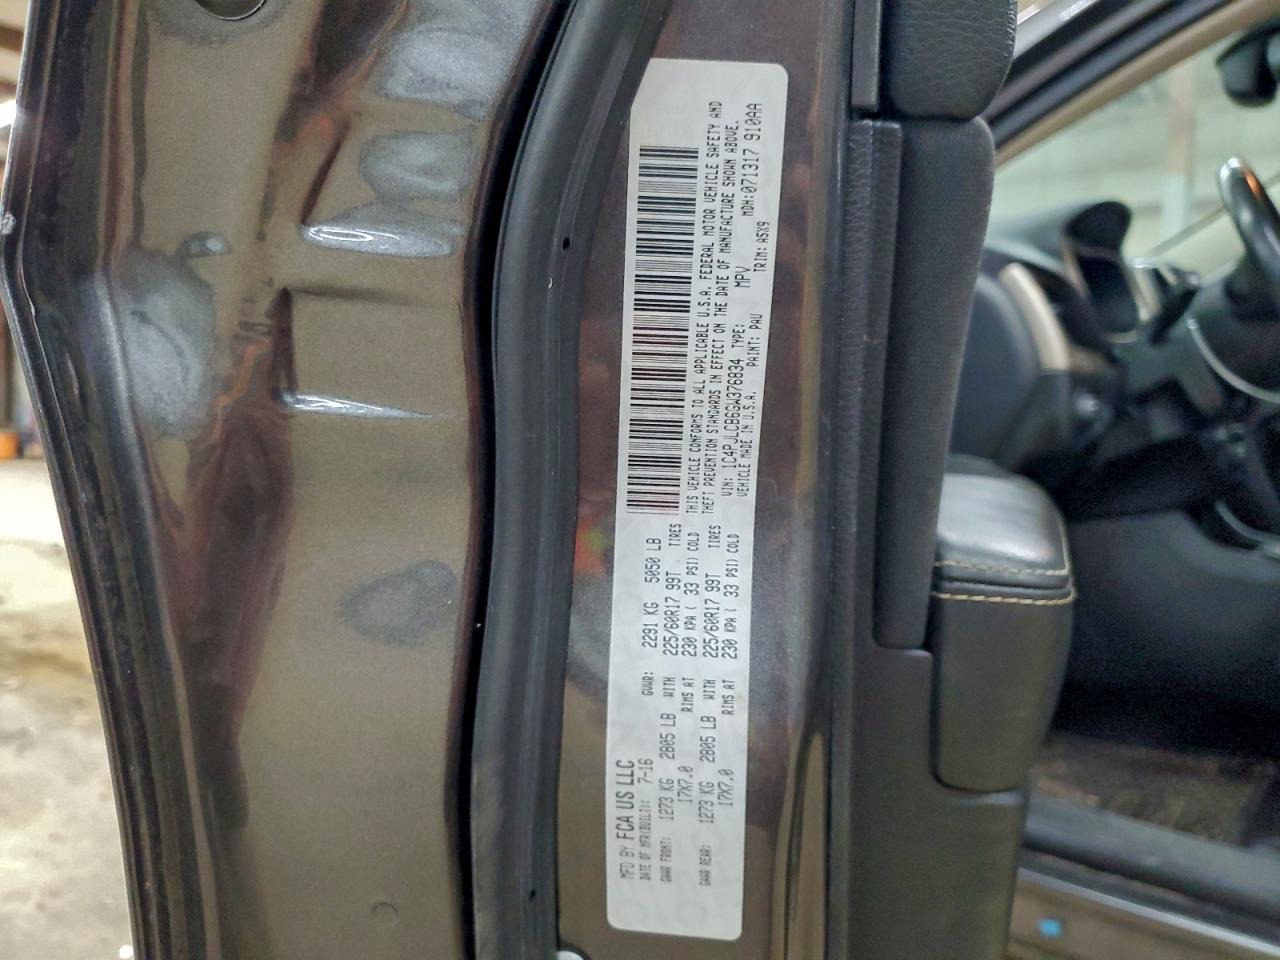 MFD BY FCA US LLC
DATE OF MFR(BUILT): 7-16 GVWR: 2291 KG 5050 LB
GAWR FRONT: 1273 KG 2805 LB WITH 225/60R17 99T TIRES
17X7.0 RIMS AT 230 KPA( 33 PSI) COLD
GAWR REAR: 1273 KG 2805 LB WITH 225/60R17 99T TIRES
17X7.0 RIMS AT 230 KPA( 33 PSI) COLD
THIS VEHICLE CONFORMS TO ALL APPLICABLE U.S.A. FEDERAL MOTOR VEHICLE SAFETY AND
THEFT PREVENTION STANDARDS IN EFFECT ON THE DATE OF MANUFACTURE SHOWN ABOVE.
VIN: 1C4PJLCB6GW376834 TYPE: MPV MDH:071317 910AA
VEHICLE MADE IN U.S.A. PAINT: PAU TRIM: A5X9